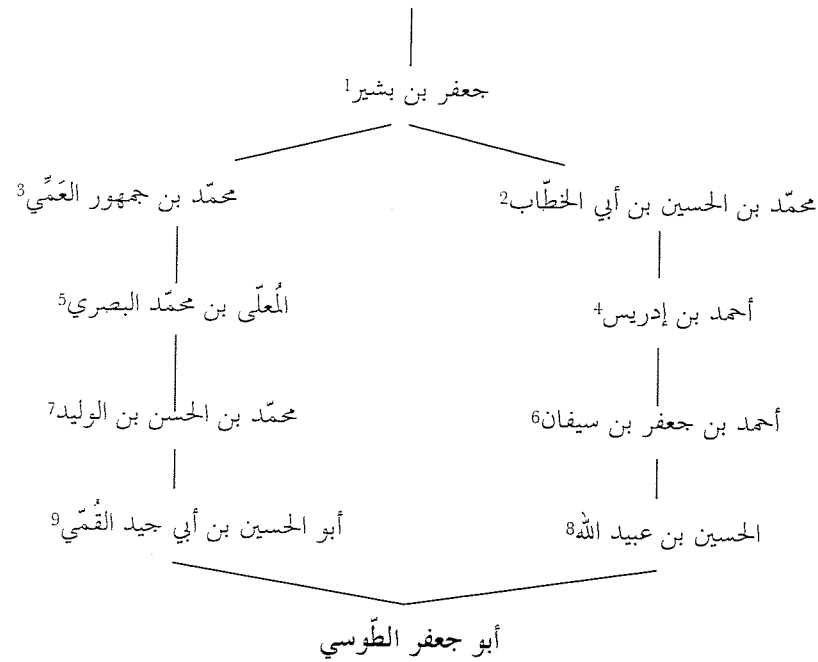 جعفر بن بشير1
محمّد بن الحسين بن أبي الخطّاب2
محمّد بن جمهور العَمِّي3
أحمد بن إدريس4
المُعلّى بن محمّد البصري5
أحمد بن جعفر بن سيفان6
محمّد بن الحسن بن الوليد7
الحسين بن عبيد الله8
أبو الحسين بن أبي جيد القُمّي9
أبو جعفر الطّوسي